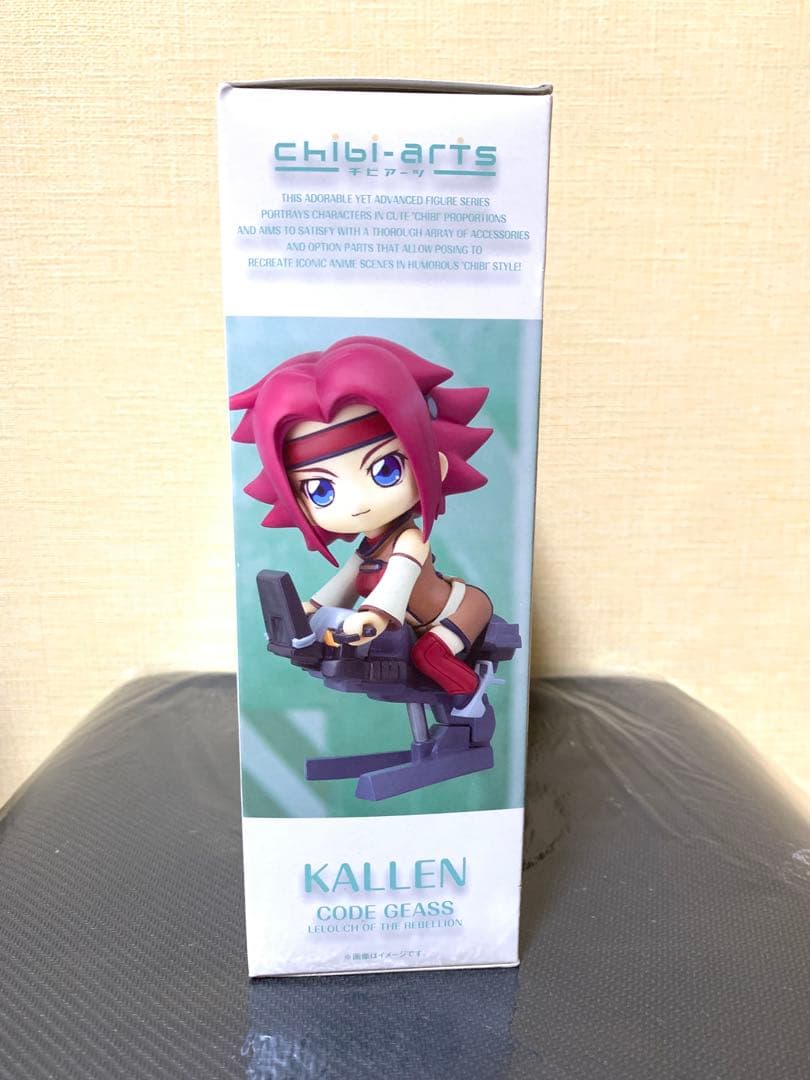 chibi-arts
チビアーツ
THIS ADORABLE YET ADVANCED FIGURE SERIES
PORTRAYS CHARACTERS IN CUTE "CHIBI" PROPORTIONS
AND AIMS TO SATISFY WITH A THOROUGH ARRAY OF ACCESSORIES
AND OPTION PARTS THAT ALLOW POSING TO
RECREATE ICONIC ANIME SCENES IN HUMOROUS "CHIBI" STYLE!
KALLEN
CODE GEASS
LELOUCH OF THE REBELLION
※画像はイメージです。